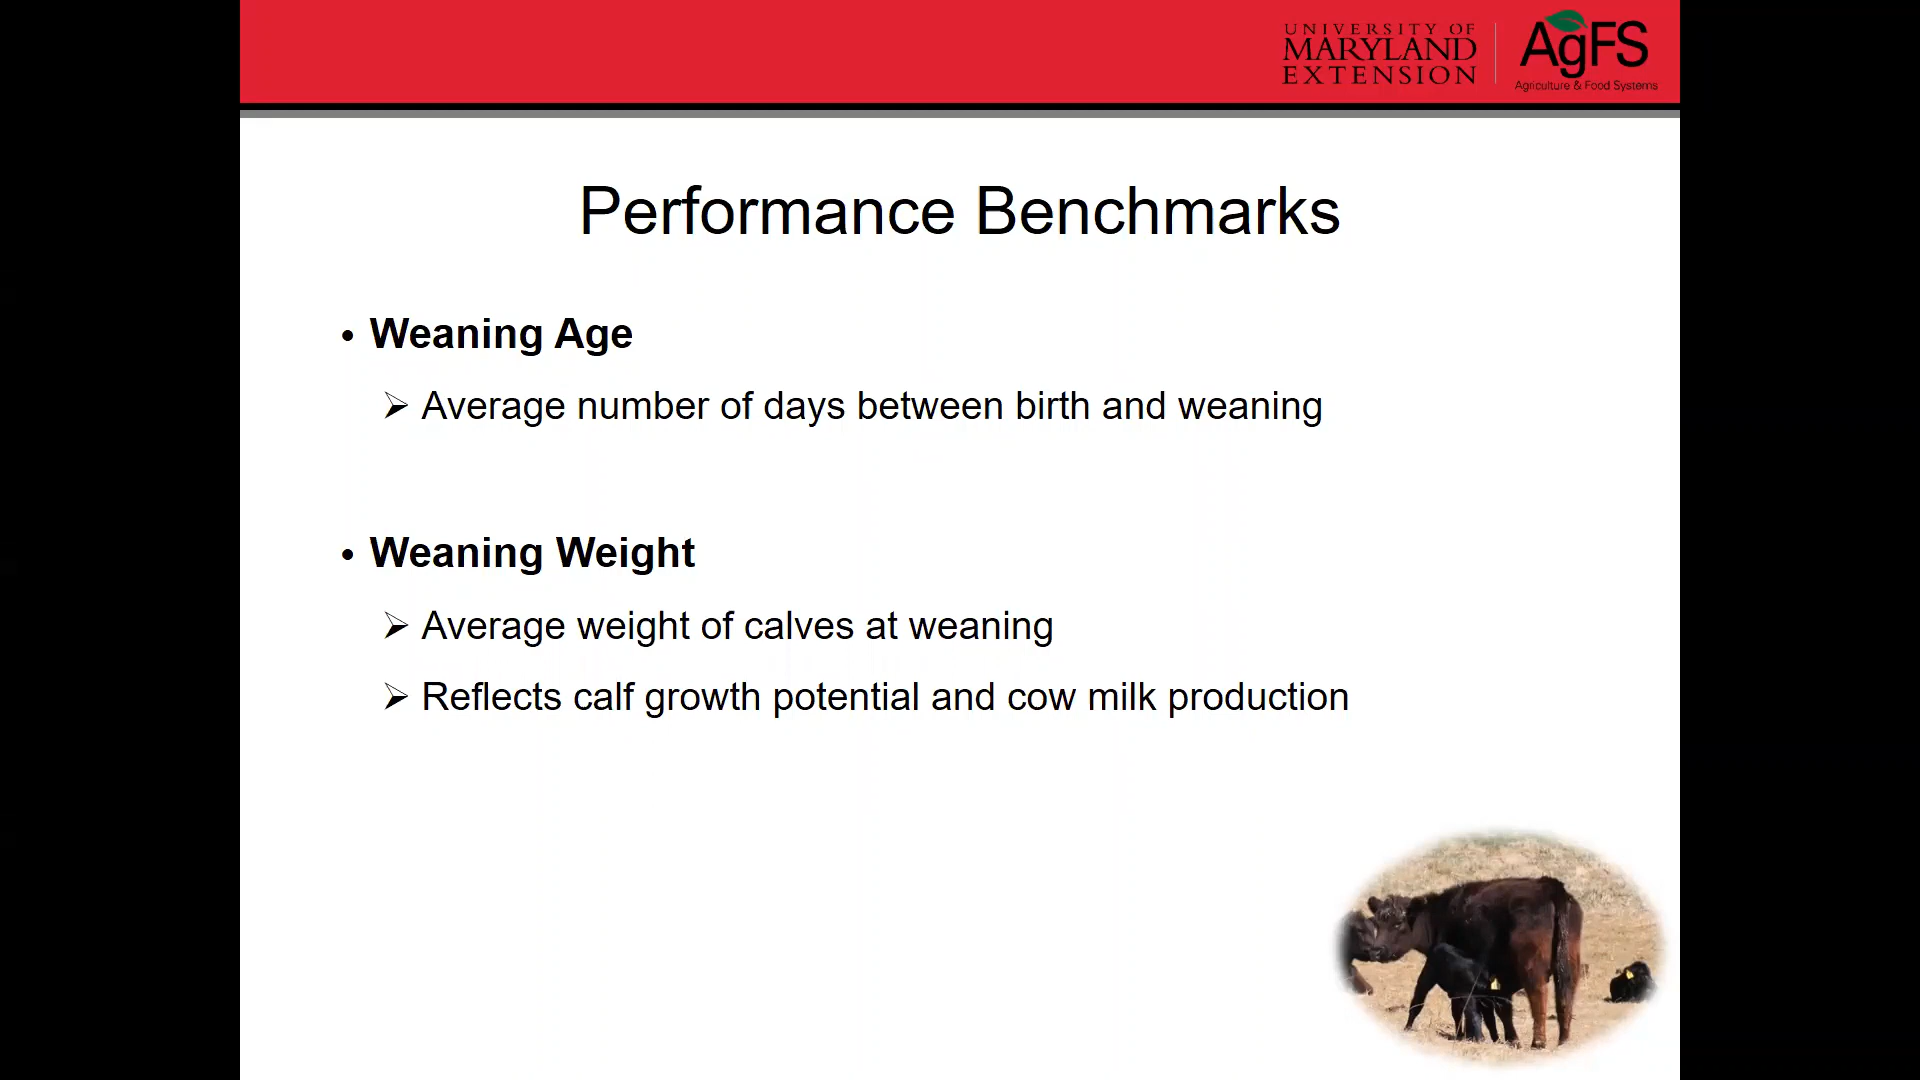 UNIVERSITY OF
MARYLAND
EXTENSION
AgFS
Agriculture & Food Systems
Performance Benchmarks
• Weaning Age
➢ Average number of days between birth and weaning
• Weaning Weight
➢ Average weight of calves at weaning
➢ Reflects calf growth potential and cow milk production